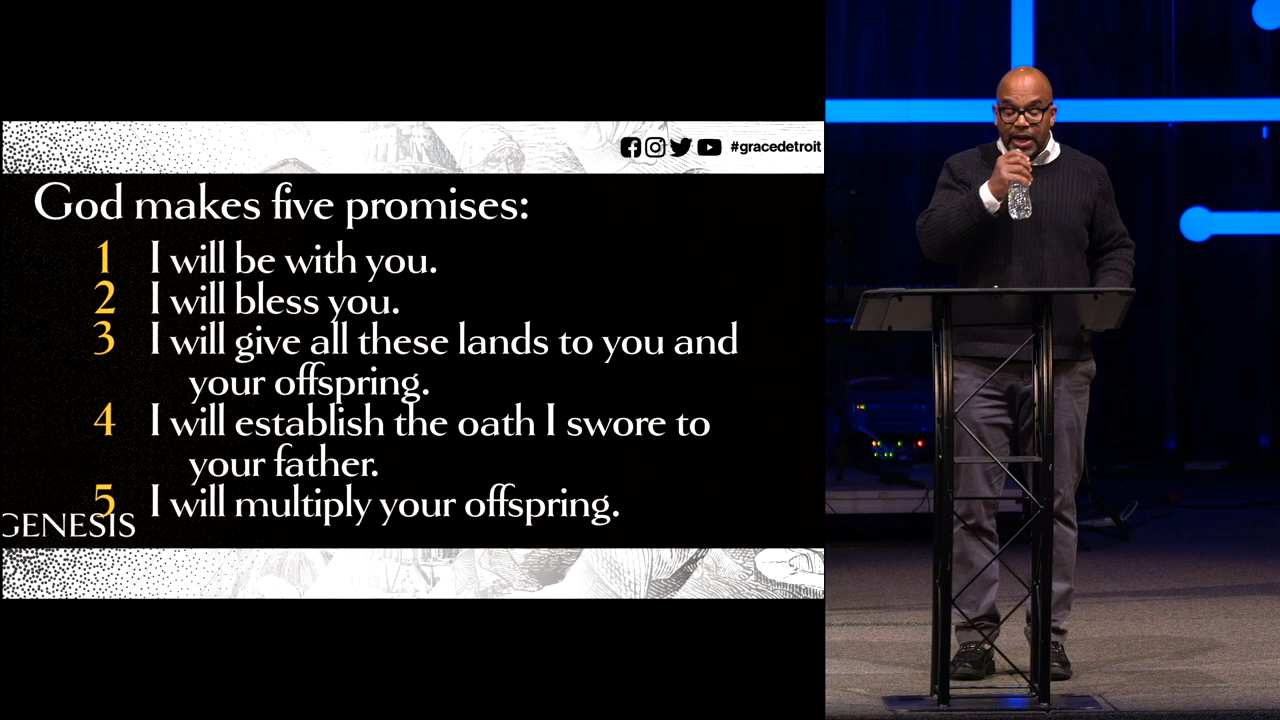 #gracedetroit
God makes five promises:
1 I will be with you.
2 I will bless you.
3 I will give all these lands to you and
your offspring.
4 I will establish the oath I swore to
your father.
5 I will multiply your offspring.
GENESIS